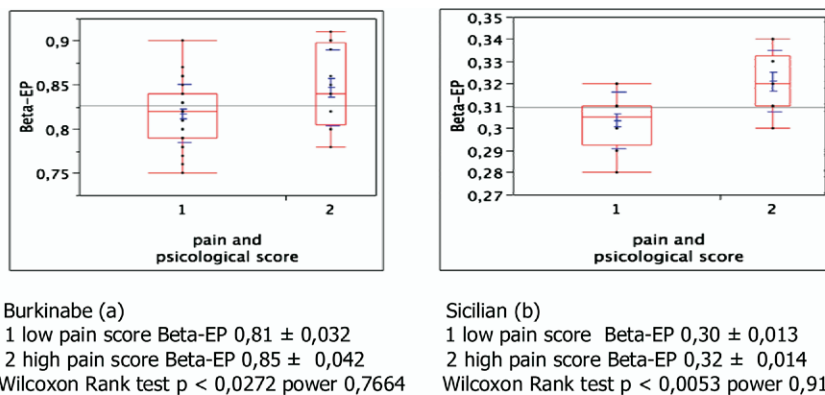 Beta-EP
0,9
0,85
0,8
0,75
1
2
pain and
psicological score
Beta-EP
0,35
0,34
0,33
0,32
0,31
0,3
0,29
0,28
0,27
1
2
pain and
psicological score
Burkinabe (a)
1 low pain score Beta-EP 0,81 ± 0,032
2 high pain score Beta-EP 0,85 ± 0,042
Wilcoxon Rank test p < 0,0272 power 0,7664
Sicilian (b)
1 low pain score Beta-EP 0,30 ± 0,013
2 high pain score Beta-EP 0,32 ± 0,014
Wilcoxon Rank test p < 0,0053 power 0,91